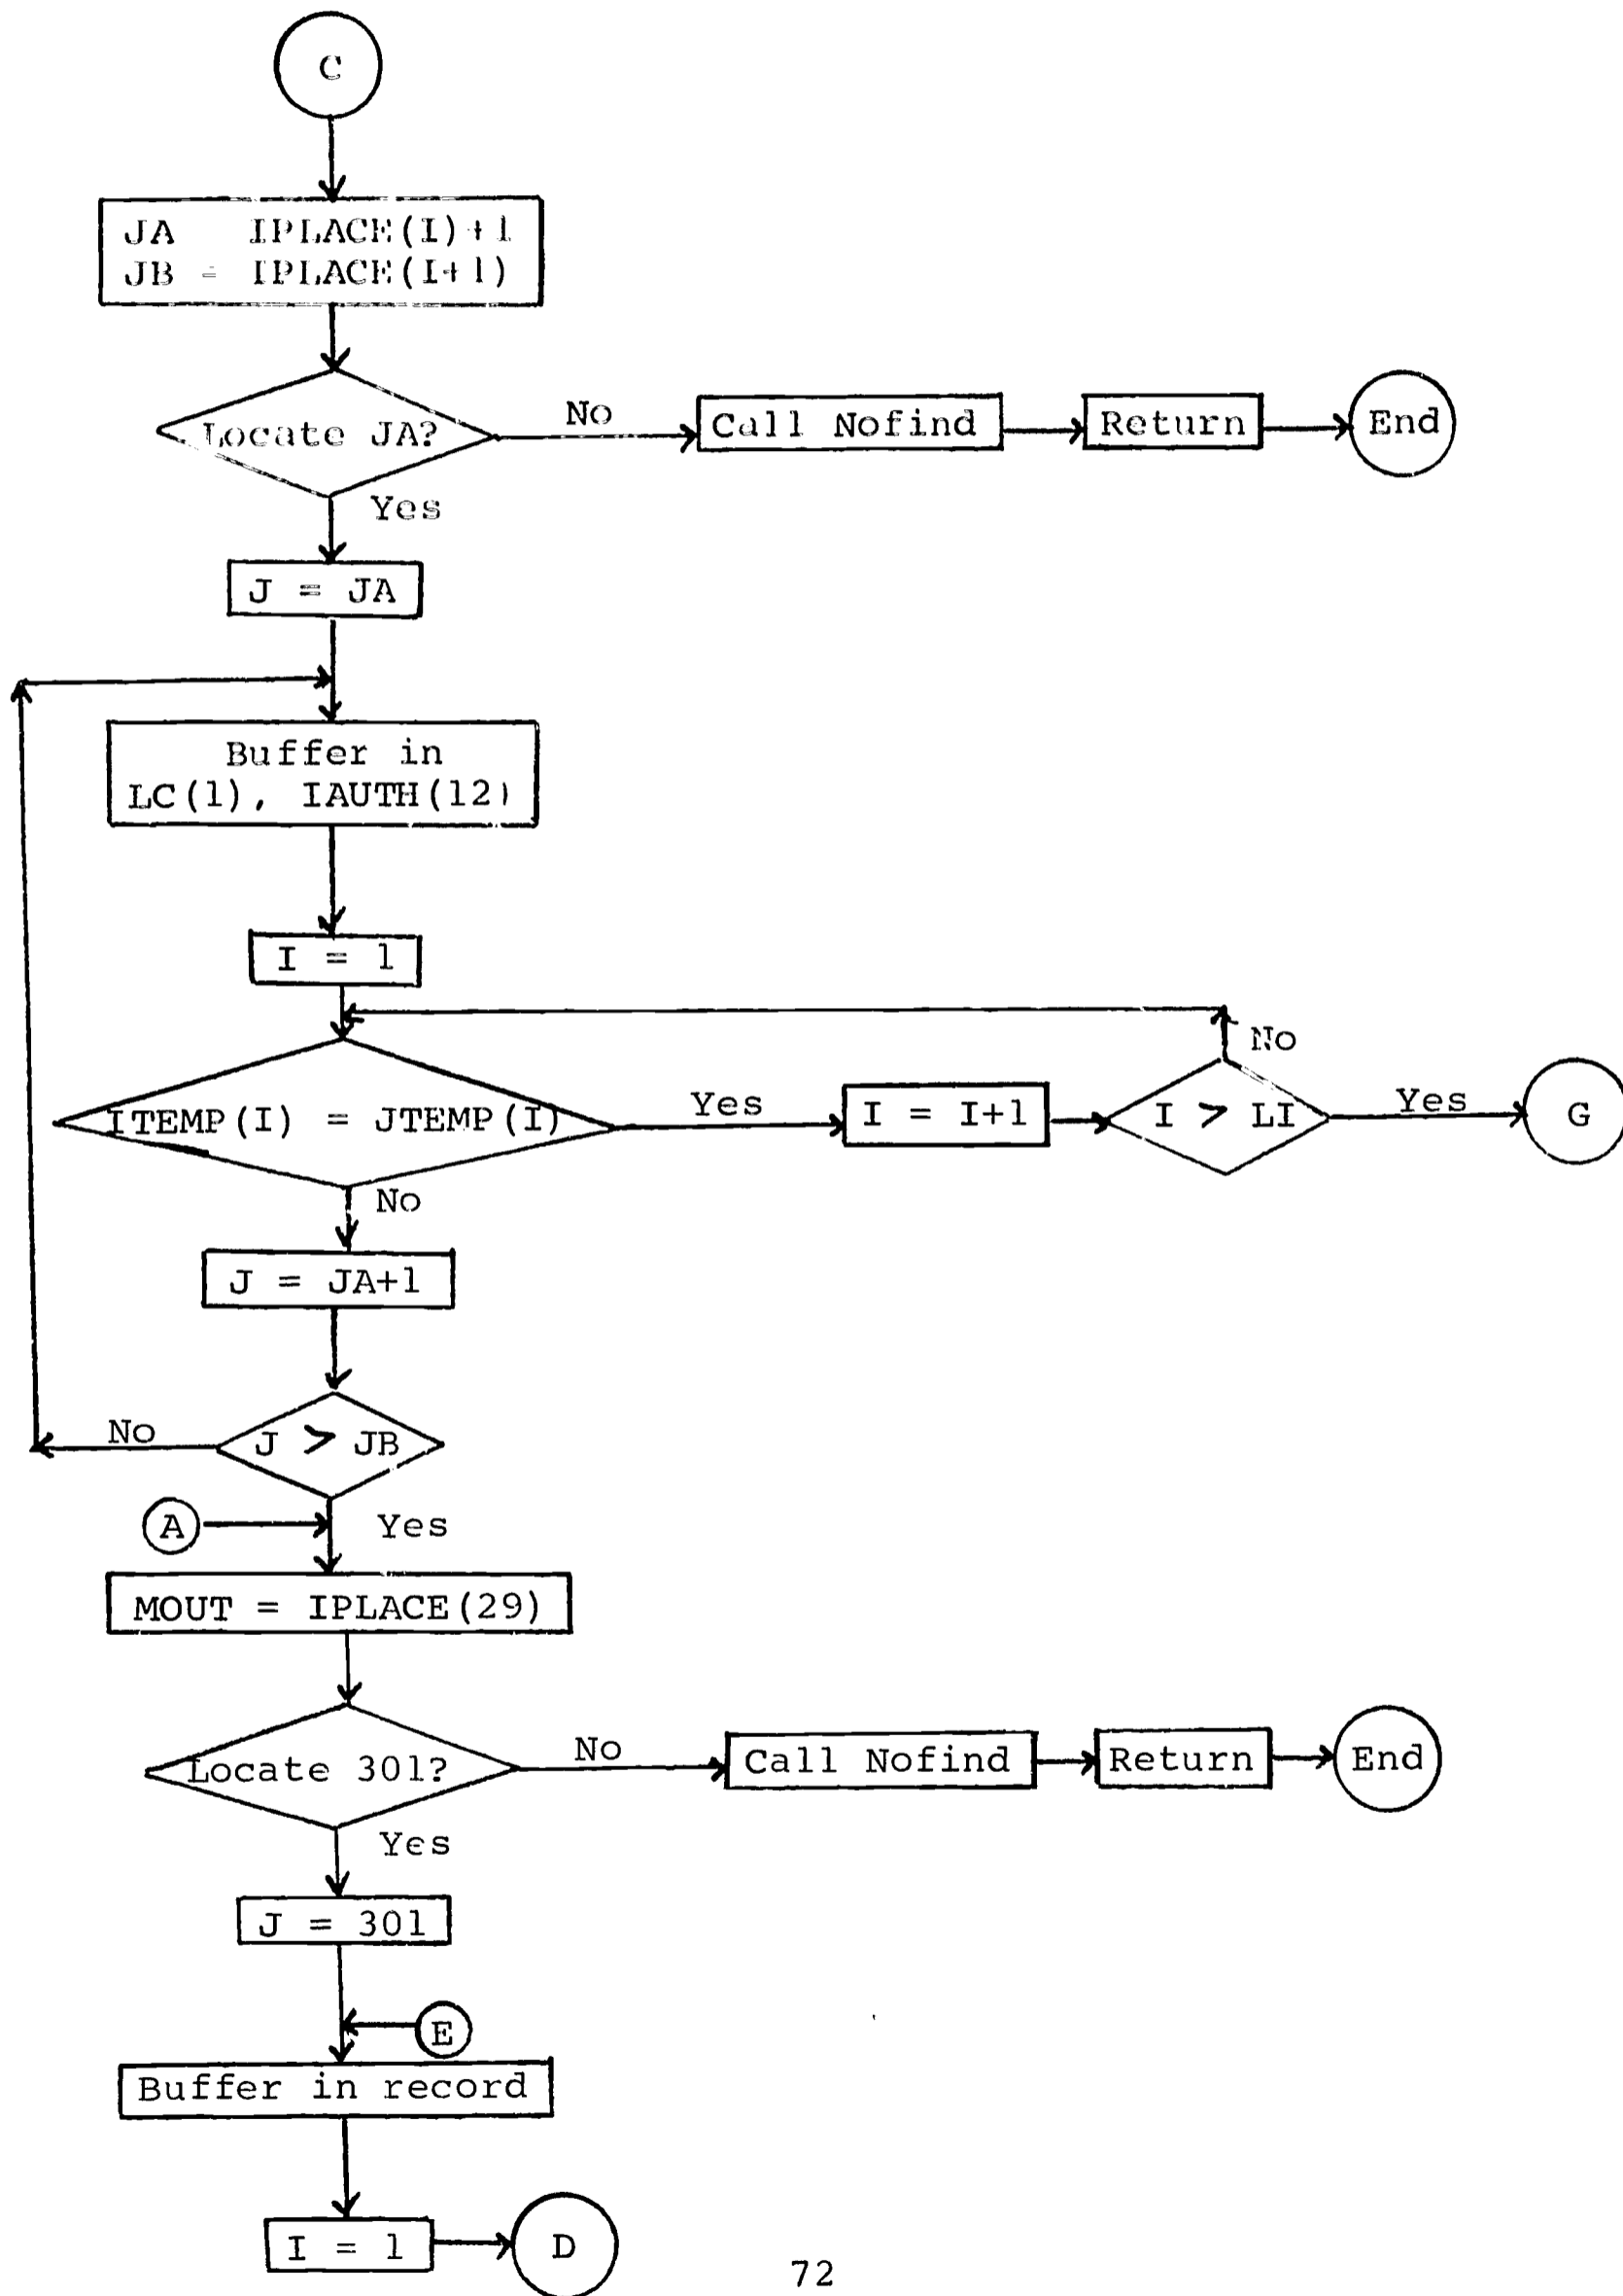 C
JA IPLACE(I)+1
JB = IPLACE(I+1)
Locate JA?
No
Call Nofind
Return
End
Yes
J = JA
Buffer in
LC(1), IAUTH(12)
I = 1
No
ITEMP(I) = JTEMP(I)
Yes
I = I+1
I > LI
Yes
G
No
J = JA+1
J > JB
No
A
Yes
MOUT = IPLACE(29)
Locate 301?
No
Call Nofind
Return
End
Yes
J = 301
E
Buffer in record
I = 1
D
72